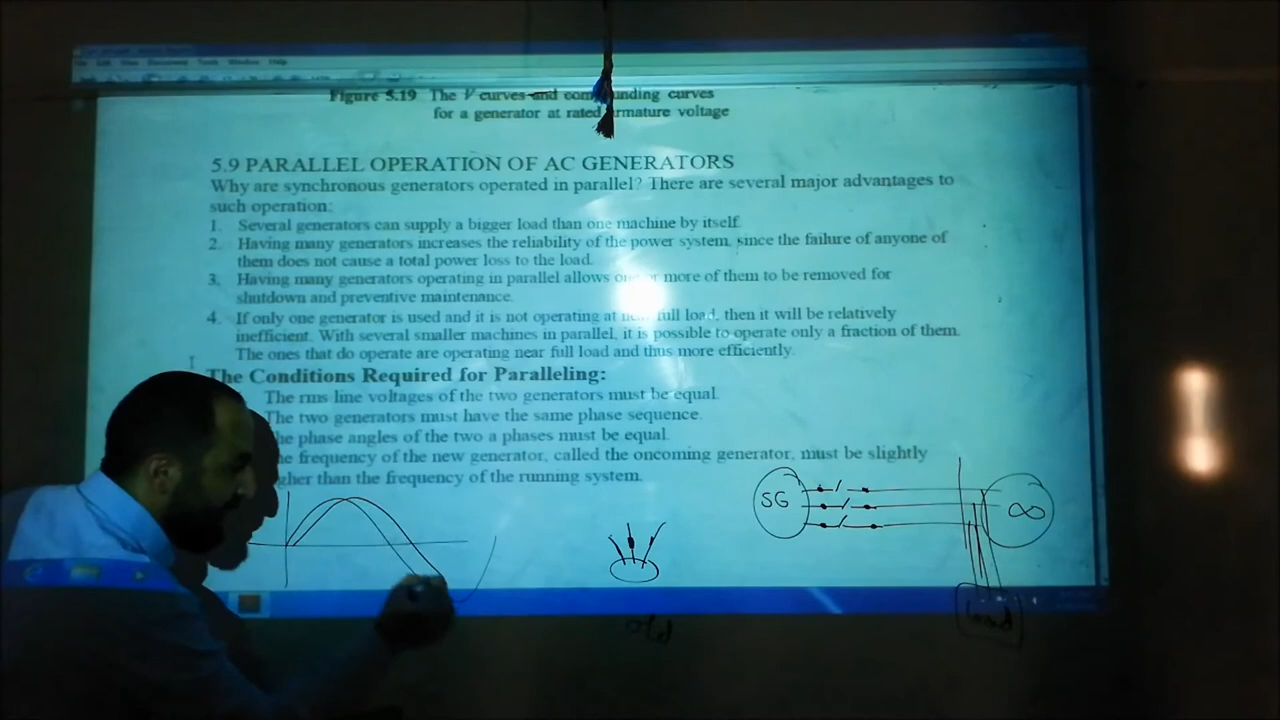 Edit View Document Tools Window Help
Figure 5.19 The V curves and compounding curves
for a generator at rated armature voltage
5.9 PARALLEL OPERATION OF AC GENERATORS
Why are synchronous generators operated in parallel? There are several major advantages to
such operation:
1. Several generators can supply a bigger load than one machine by itself.
2. Having many generators increases the reliability of the power system, since the failure of anyone of
them does not cause a total power loss to the load.
3. Having many generators operating in parallel allows one or more of them to be removed for
shutdown and preventive maintenance.
4. If only one generator is used and it is not operating at near full load, then it will be relatively
inefficient. With several smaller machines in parallel, it is possible to operate only a fraction of them.
The ones that do operate are operating near full load and thus more efficiently.
The Conditions Required for Paralleling:
The rms line voltages of the two generators must be equal.
The two generators must have the same phase sequence.
he phase angles of the two a phases must be equal.
he frequency of the new generator, called the oncoming generator, must be slightly
gher than the frequency of the running system.
SG
∞
load